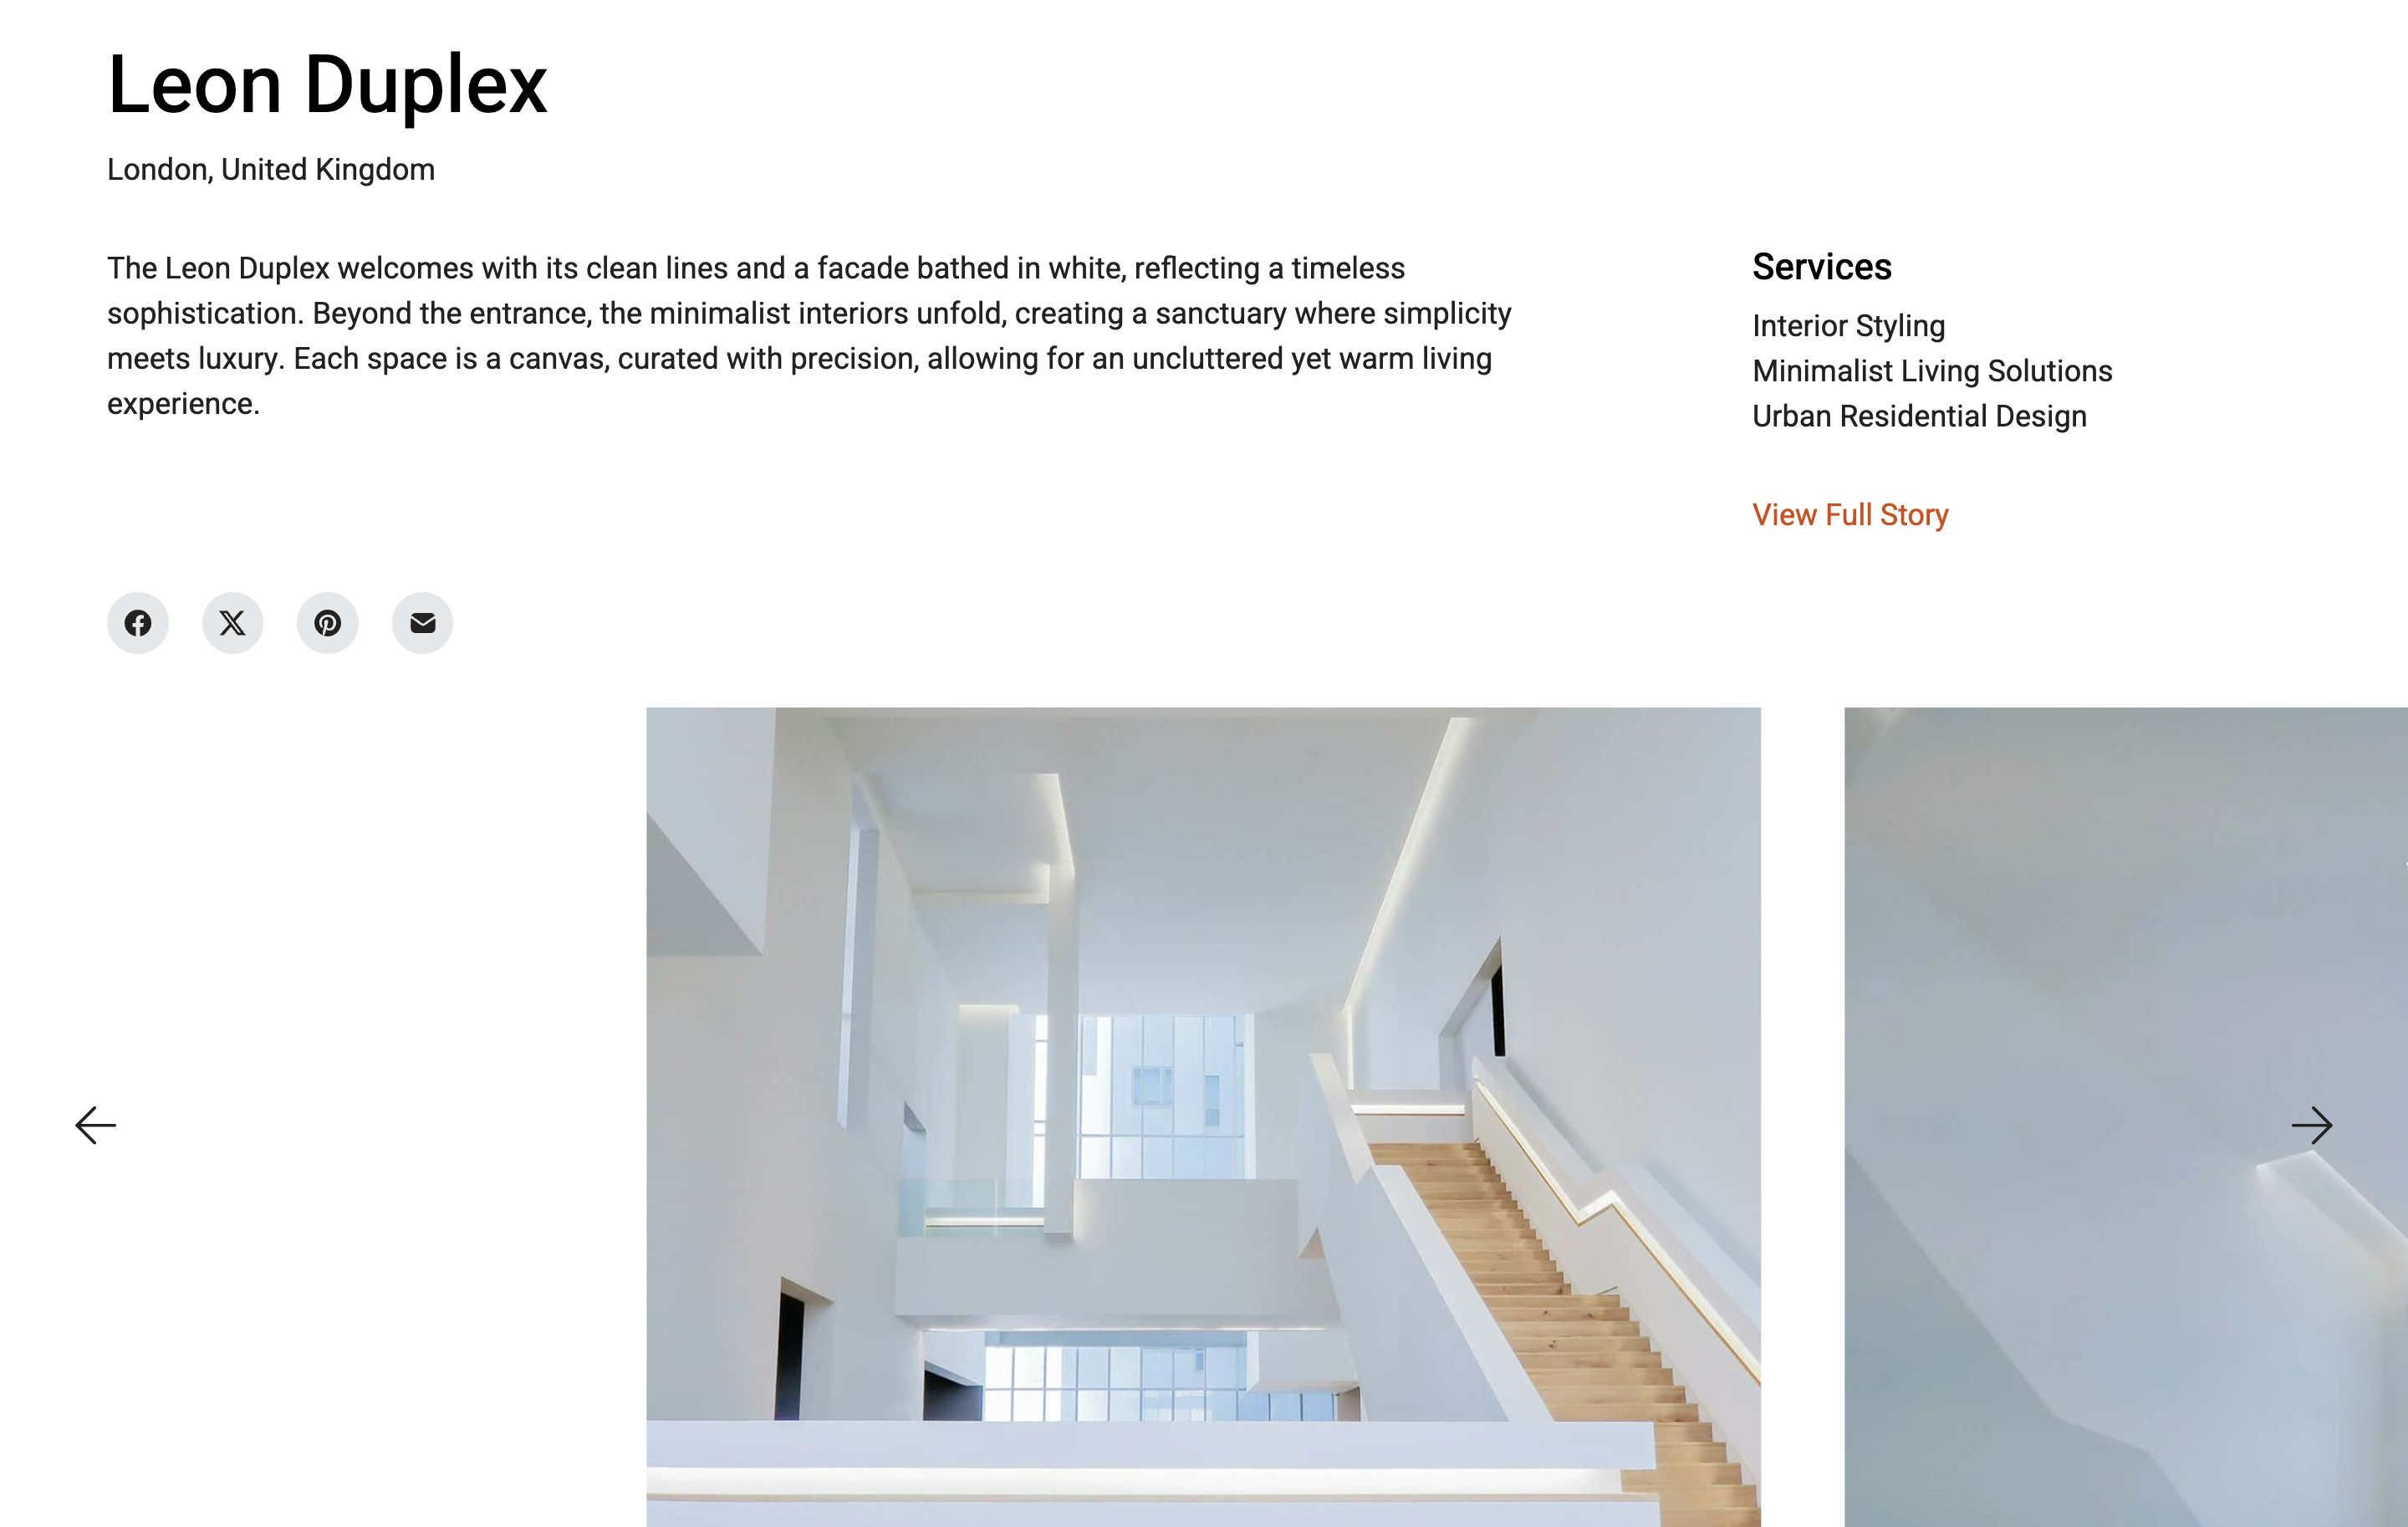 Leon Duplex
London, United Kingdom
The Leon Duplex welcomes with its clean lines and a facade bathed in white, reflecting a timeless
sophistication. Beyond the entrance, the minimalist interiors unfold, creating a sanctuary where simplicity
meets luxury. Each space is a canvas, curated with precision, allowing for an uncluttered yet warm living
experience.
Services
Interior Styling
Minimalist Living Solutions
Urban Residential Design
View Full Story